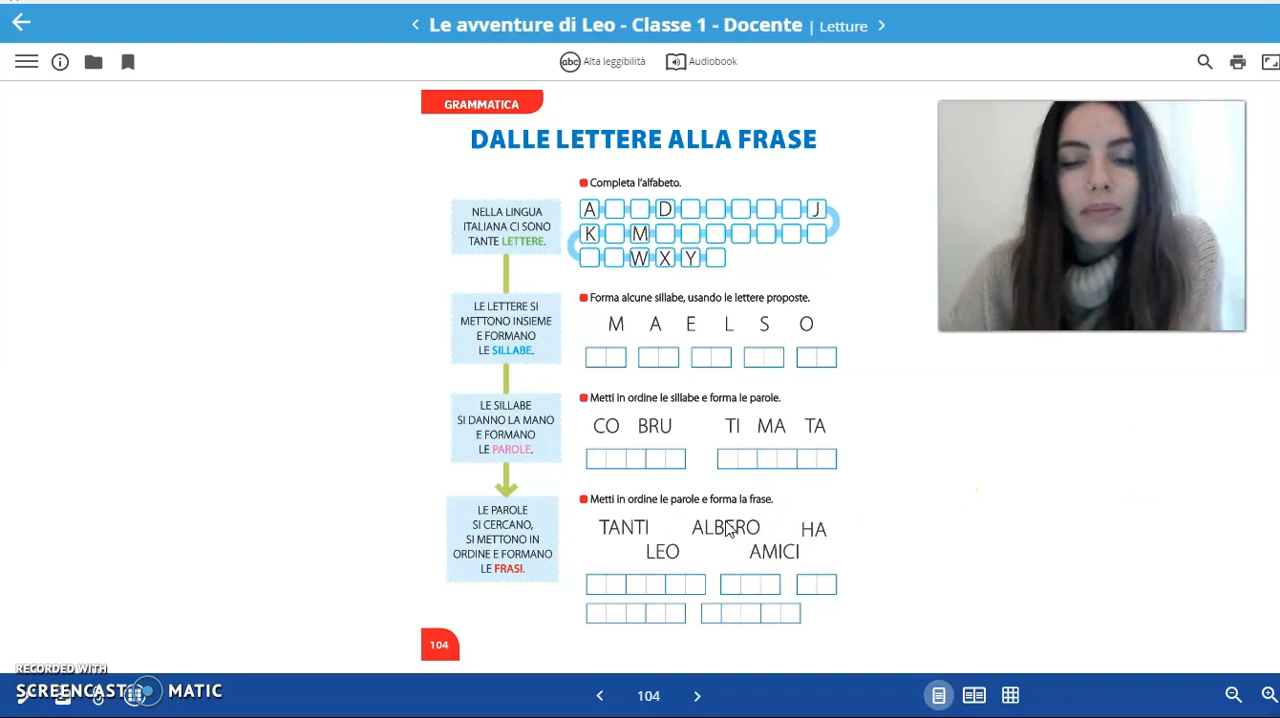 Le avventure di Leo - Classe 1 - Docente | Letture
abc Alta leggibilità Audiobook
GRAMMATICA
DALLE LETTERE ALLA FRASE
NELLA LINGUA
ITALIANA CI SONO
TANTE LETTERE.
Completa l'alfabeto.
A D J
K M
W X Y
LE LETTERE SI
METTONO INSIEME
E FORMANO
LE SILLABE.
Forma alcune sillabe, usando le lettere proposte.
M A E L S O
LE SILLABE
SI DANNO LA MANO
E FORMANO
LE PAROLE.
Metti in ordine le sillabe e forma le parole.
CO BRU TI MA TA
LE PAROLE
SI CERCANO,
SI METTONO IN
ORDINE E FORMANO
LE FRASI.
Metti in ordine le parole e forma la frase.
TANTI ALBERO HA
LEO AMICI
104
RECORDED WITH
SCREENCAST MATIC
104